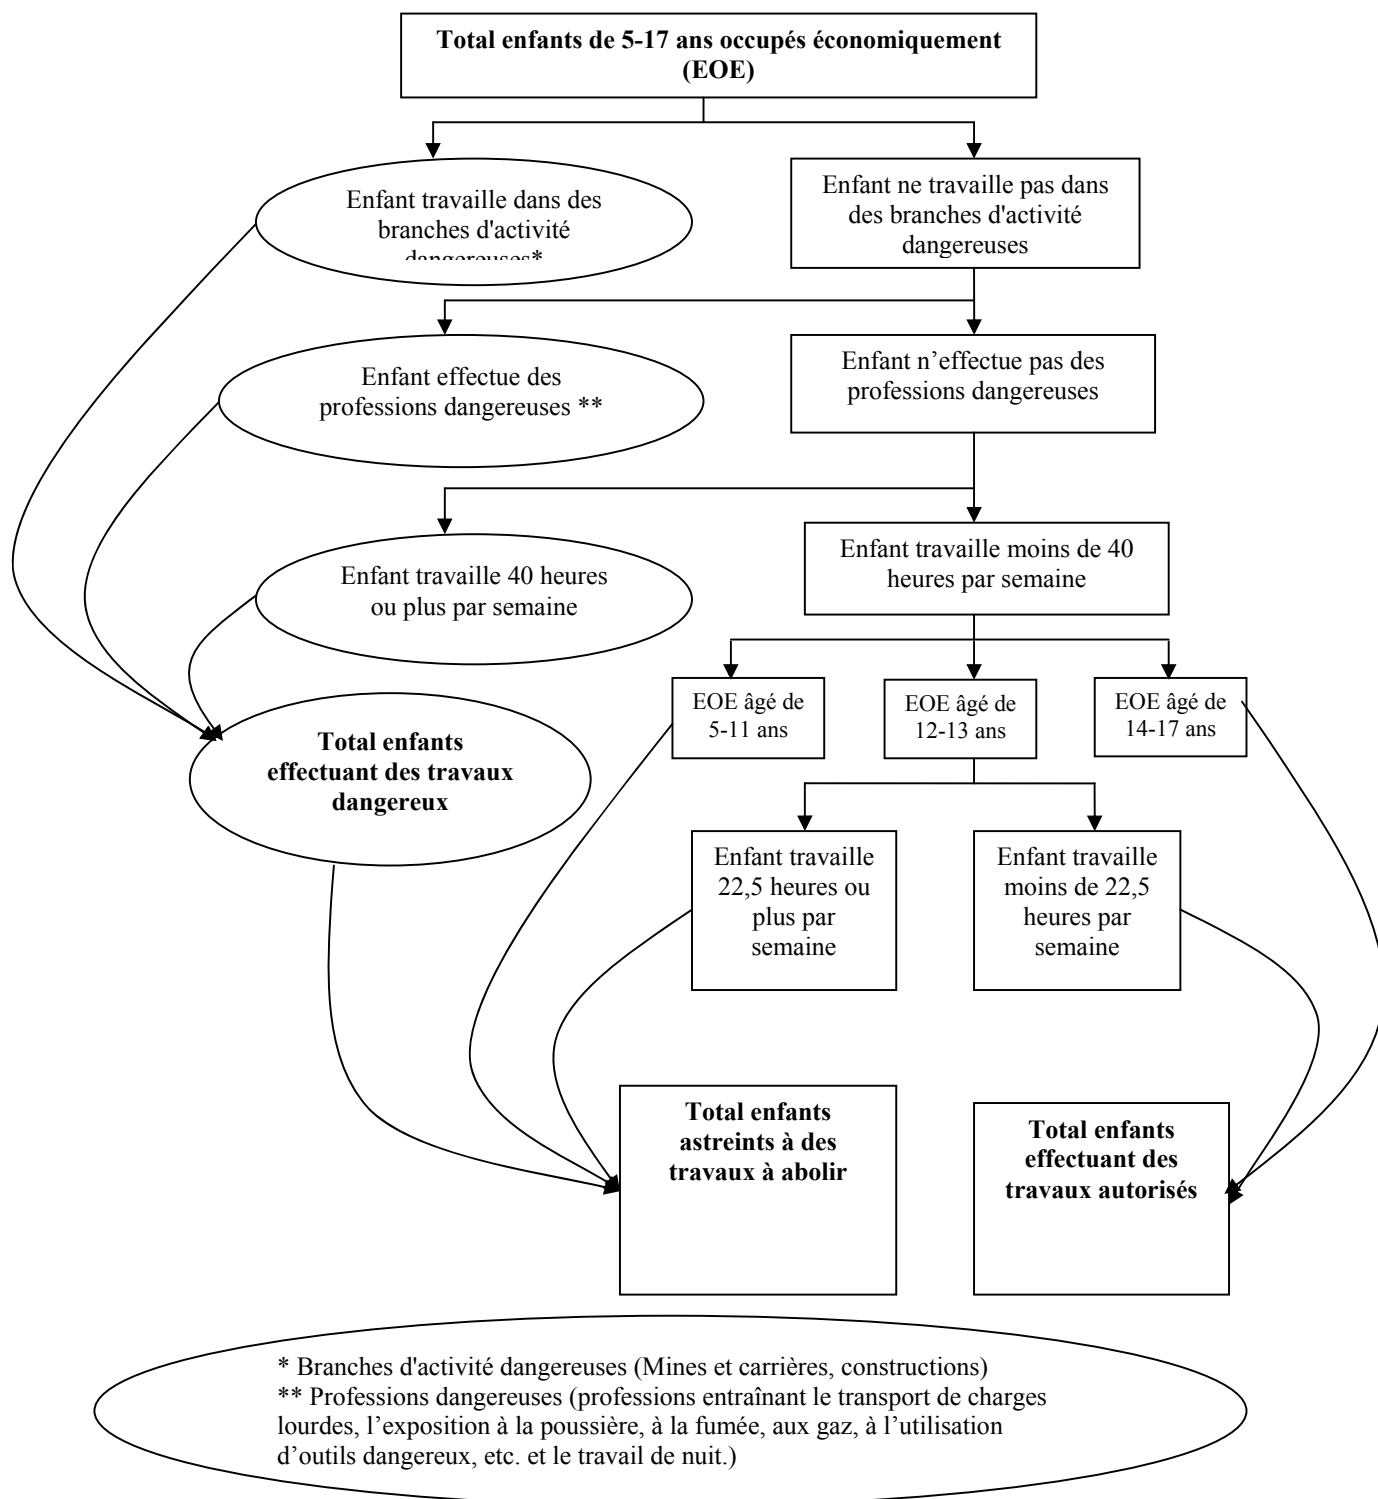 Total enfants de 5-17 ans occupés économiquement
(EOE)
Enfant travaille dans des
branches d'activité
dangereuses*
Enfant ne travaille pas dans
des branches d'activité
dangereuses
Enfant effectue des
professions dangereuses **
Enfant n’effectue pas des
professions dangereuses
Enfant travaille 40 heures
ou plus par semaine
Enfant travaille moins de 40
heures par semaine
EOE âgé de
5-11 ans
EOE âgé de
12-13 ans
EOE âgé de
14-17 ans
Total enfants
effectuant des travaux
dangereux
Enfant travaille
22,5 heures ou
plus par
semaine
Enfant travaille
moins de 22,5
heures par
semaine
Total enfants
astreints à des
travaux à abolir
Total enfants
effectuant des
travaux autorisés
* Branches d'activité dangereuses (Mines et carrières, constructions)
** Professions dangereuses (professions entraînant le transport de charges
lourdes, l’exposition à la poussière, à la fumée, aux gaz, à l’utilisation
d’outils dangereux, etc. et le travail de nuit.)